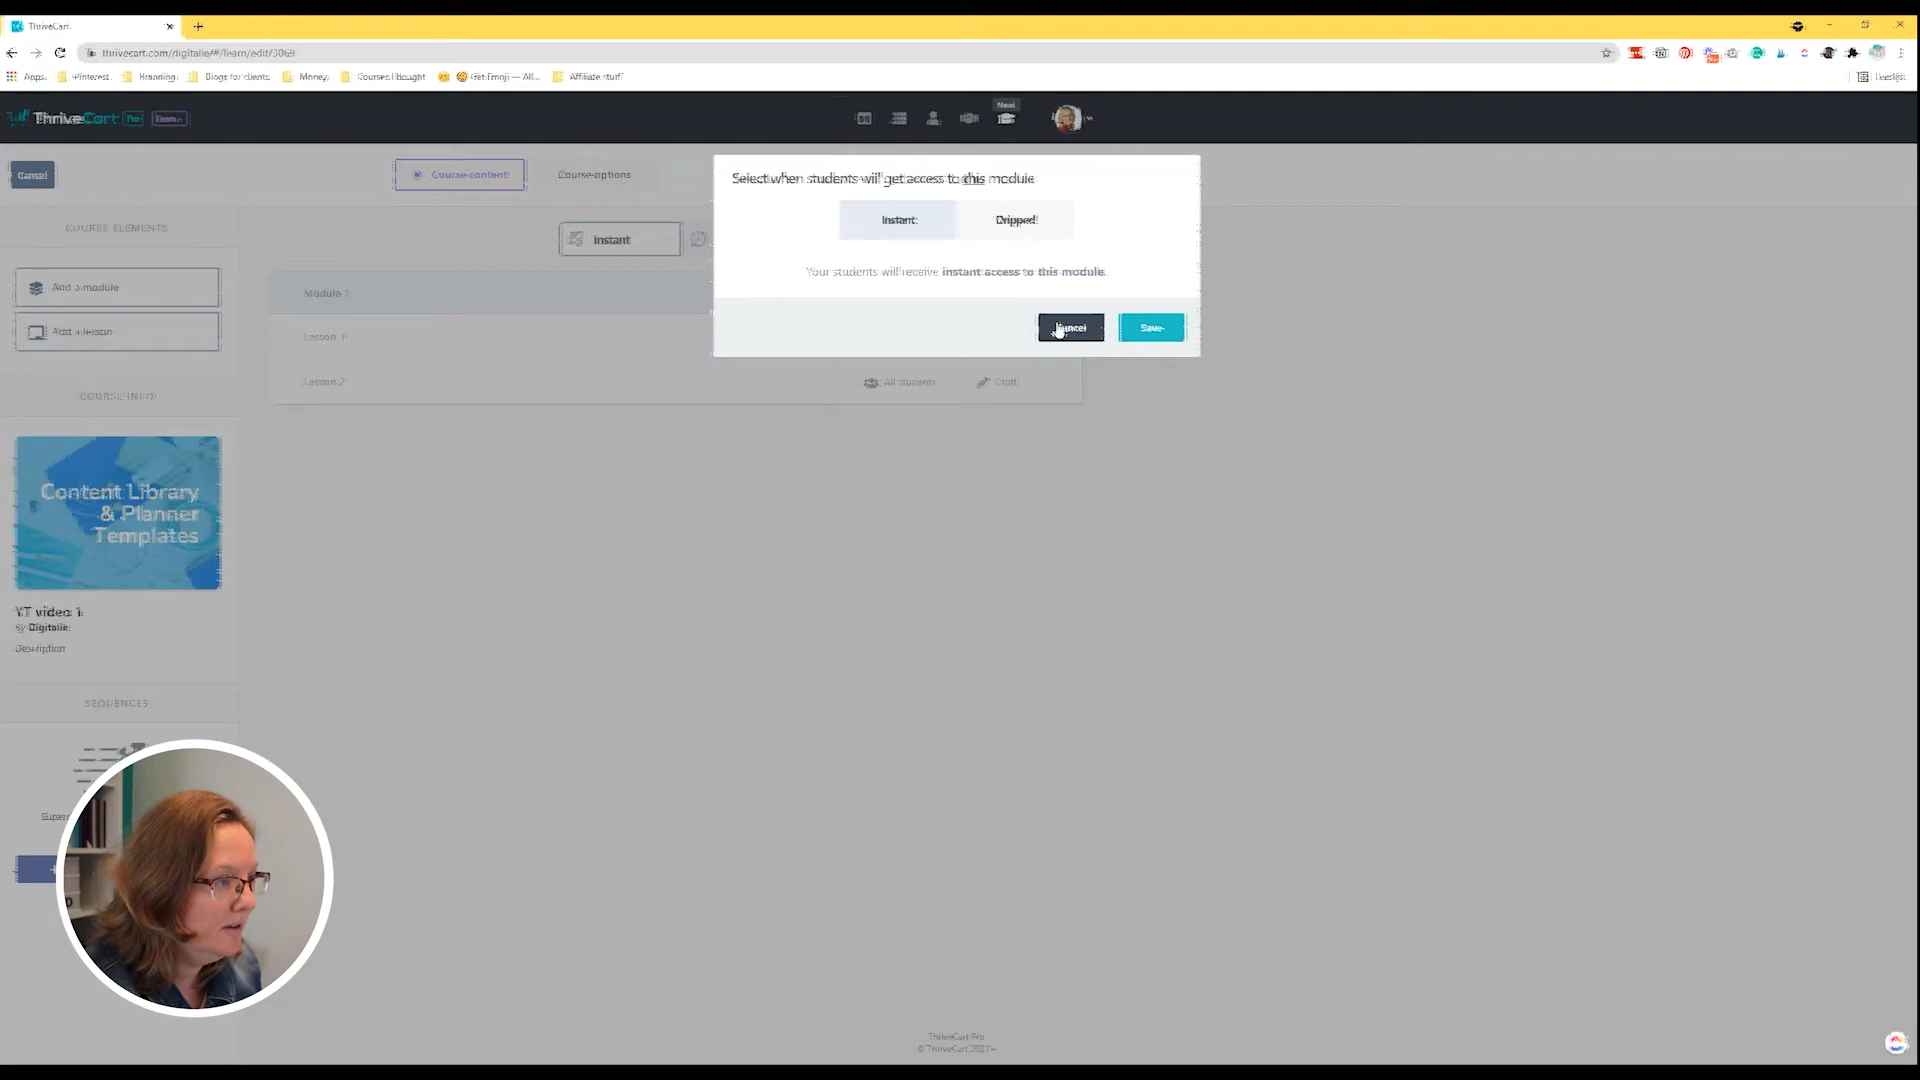 ThriveCart
thrivecart.com/digitalie/#/learn/edit/3069
Apps
Pinterest
Branding
Blogs for clients
Money
Courses I bought
Get Emoji — All...
Affiliate stuff
Leeslijst
ThriveCart Pro Learn
New!
Cancel
Course content
Course options
Select when students will get access to this module
Instant
Dripped
Your students will receive instant access to this module.
Cancel
Save
COURSE ELEMENTS
Instant
Add a module
Add a lesson
Module 1
Lesson 1
Lesson 2
All students
Draft
COURSE INFO
Content Library
& Planner
Templates
YT video 1
By Digitalie
Description
SEQUENCES
ThriveCart Pro
© ThriveCart 2021